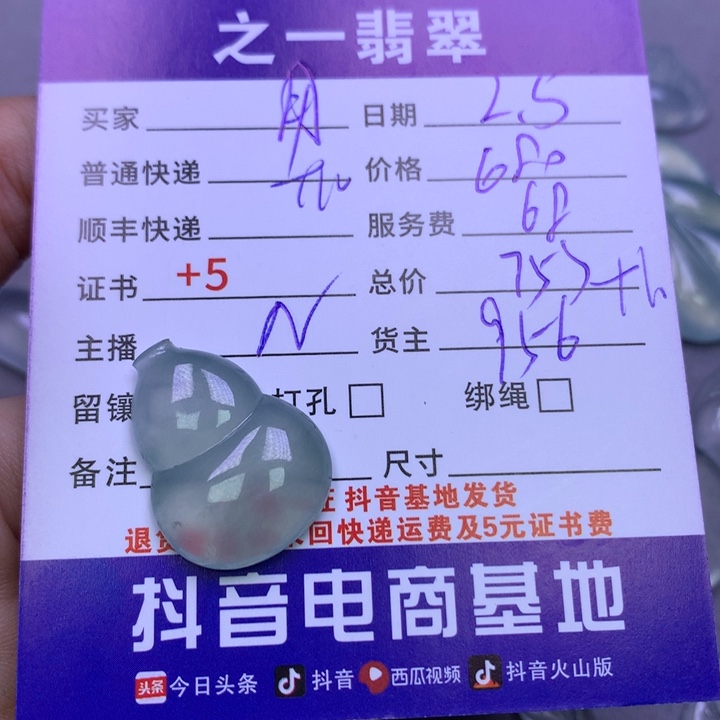 之一翡翠
买家 日期 2.5
普通快递 价格 680
顺丰快递 服务费 68
证书 +5 总价 753
主播 N 货主 956
留镶 打孔 绑绳
备注 尺寸
抖音基地发货
退 回快递运费及5元证书费
抖音电商基地
头条 今日头条 抖音 西瓜视频 抖音火山版